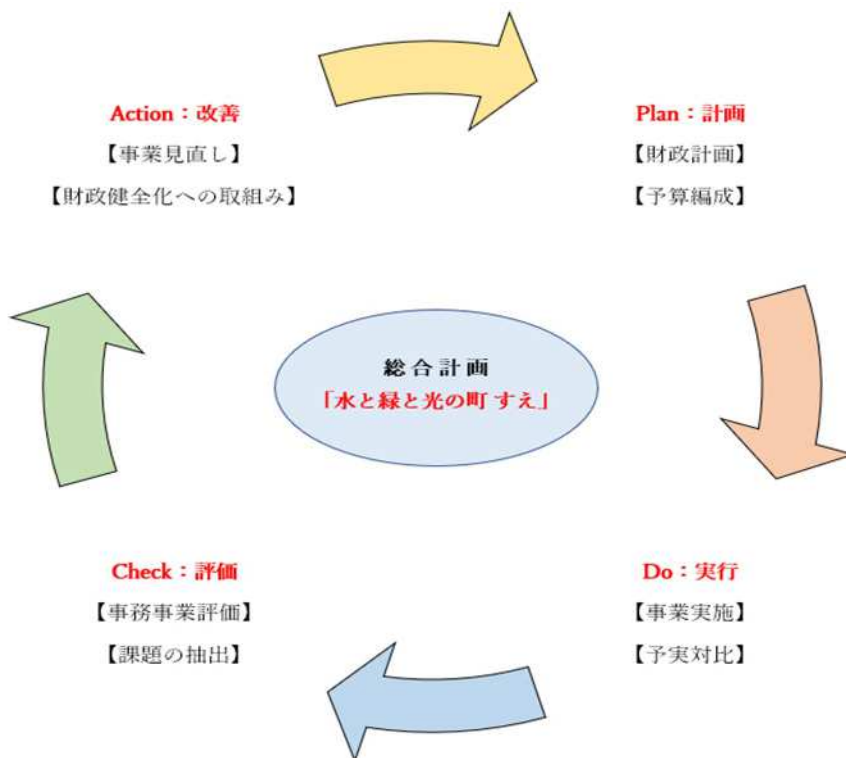 Action：改善
【事業見直し】
【財政健全化への取組み】
Plan：計画
【財政計画】
【予算編成】
総合計画
「水と緑と光の町 すえ」
Check：評価
【事務事業評価】
【課題の抽出】
Do：実行
【事業実施】
【予実対比】